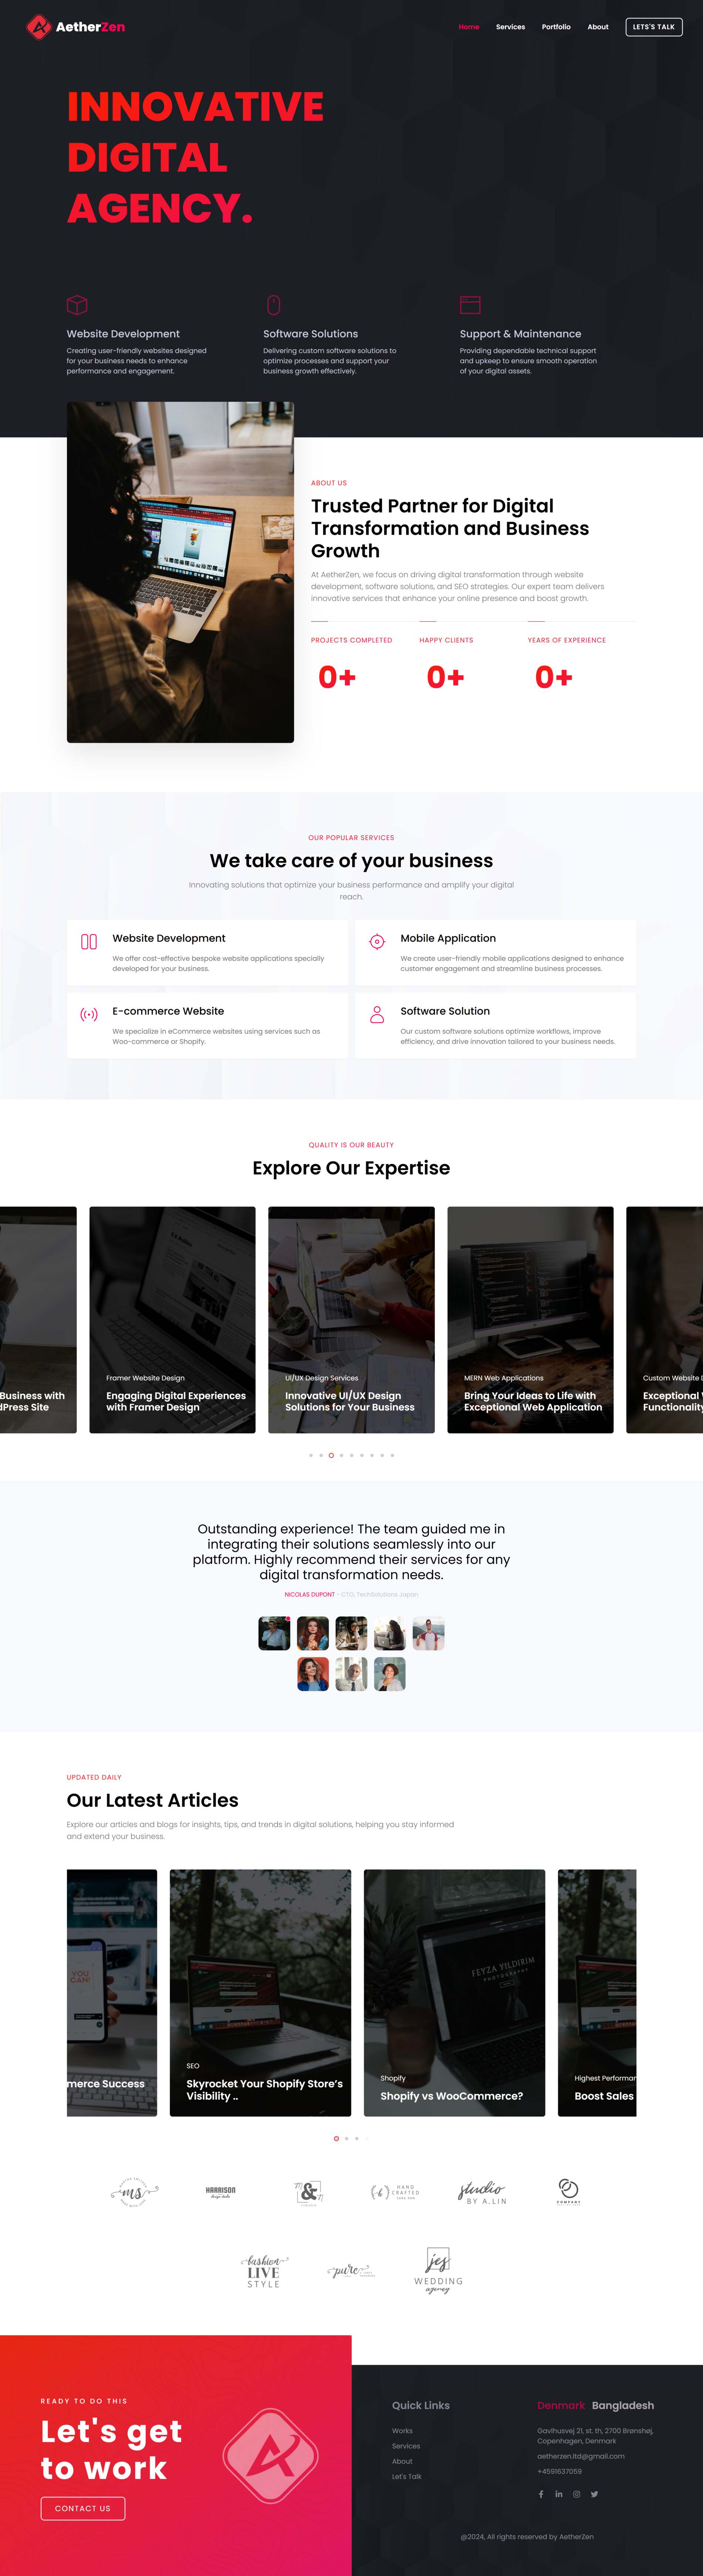 AetherZen
Home Services Portfolio About LETS'S TALK
INNOVATIVE
DIGITAL
AGENCY.
Website Development
Creating user-friendly websites designed
for your business needs to enhance
performance and engagement.
Software Solutions
Delivering custom software solutions to
optimize processes and support your
business growth effectively.
Support & Maintenance
Providing dependable technical support
and upkeep to ensure smooth operation
of your digital assets.
ABOUT US
Trusted Partner for Digital
Transformation and Business
Growth
At AetherZen, we focus on driving digital transformation through website
development, software solutions, and SEO strategies. Our expert team delivers
innovative services that enhance your online presence and boost growth.
PROJECTS COMPLETED
0+
HAPPY CLIENTS
0+
YEARS OF EXPERIENCE
0+
OUR POPULAR SERVICES
We take care of your business
Innovating solutions that optimize your business performance and amplify your digital
reach.
Website Development
We offer cost-effective bespoke website applications specially
developed for your business.
Mobile Application
We create user-friendly mobile applications designed to enhance
customer engagement and streamline business processes.
E-commerce Website
We specialize in eCommerce websites using services such as
Woo-commerce or Shopify.
Software Solution
Our custom software solutions optimize workflows, improve
efficiency, and drive innovation tailored to your business needs.
QUALITY IS OUR BEAUTY
Explore Our Expertise
Business with
dPress Site
Framer Website Design
Engaging Digital Experiences
with Framer Design
UI/UX Design Services
Innovative UI/UX Design
Solutions for Your Business
MERN Web Applications
Bring Your Ideas to Life with
Exceptional Web Application
Custom Website D
Exceptional
Functionality
Outstanding experience! The team guided me in
integrating their solutions seamlessly into our
platform. Highly recommend their services for any
digital transformation needs.
NICOLAS DUPONT - CTO, TechSolutions Japan
UPDATED DAILY
Our Latest Articles
Explore our articles and blogs for insights, tips, and trends in digital solutions, helping you stay informed
and extend your business.
YOU
CAN!
merce Success
SEO
Skyrocket Your Shopify Store's
Visibility ..
FEYZA YILDIRIM
PHOTOGRAPHY
Shopify
Shopify vs WooCommerce?
Highest Performan
Boost Sales
ms
HARRISON
design studio
m & n
h HAND
CRAFTED
studio
BY A.LIN
COMPANY
fashion
LIVE
STYLE
pure
jes
WEDDING
agency
READY TO DO THIS
Let's get
to work
CONTACT US
Quick Links
Works
Services
About
Let's Talk
Denmark Bangladesh
Gavlhusvej 21, st. th, 2700 Brønshøj,
Copenhagen, Denmark
aetherzen.ltd@gmail.com
+4591637059
@2024, All rights reserved by AetherZen